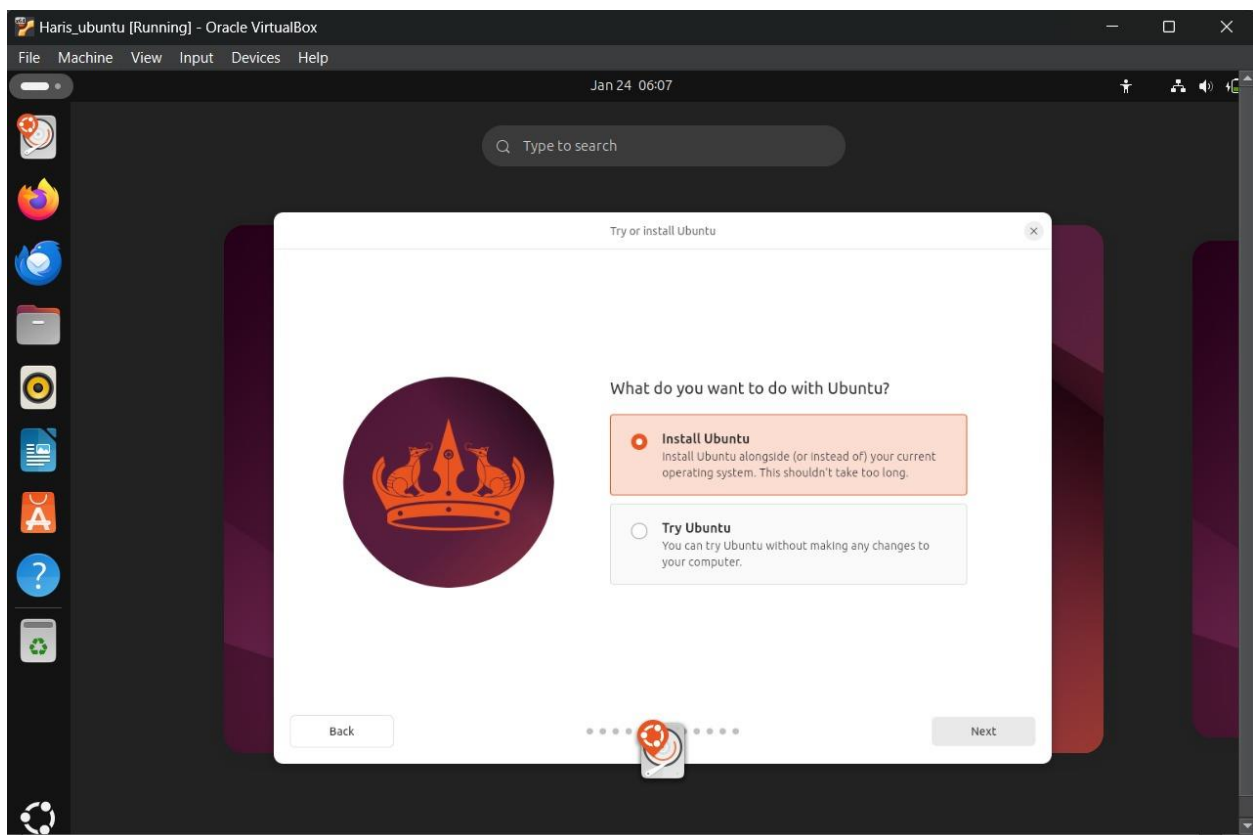 Haris_ubuntu [Running] - Oracle VirtualBox
File Machine View Input Devices Help
Jan 24 06:07
Type to search
Try or install Ubuntu
What do you want to do with Ubuntu?
Install Ubuntu
Install Ubuntu alongside (or instead of) your current
operating system. This shouldn't take too long.
Try Ubuntu
You can try Ubuntu without making any changes to
your computer.
Back
Next